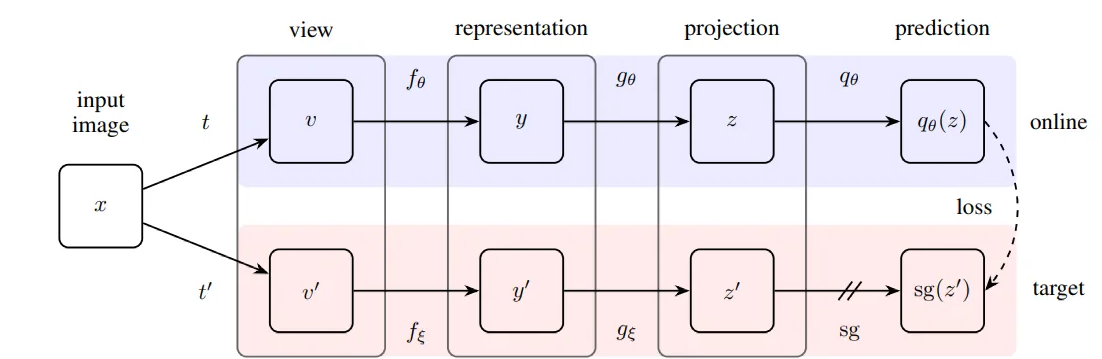 view
representation
projection
prediction
input
image
t
f_θ
g_θ
q_θ
v
y
z
q_θ(z)
online
x
loss
t′
v′
y′
z′
sg(z′)
target
f_ξ
g_ξ
sg